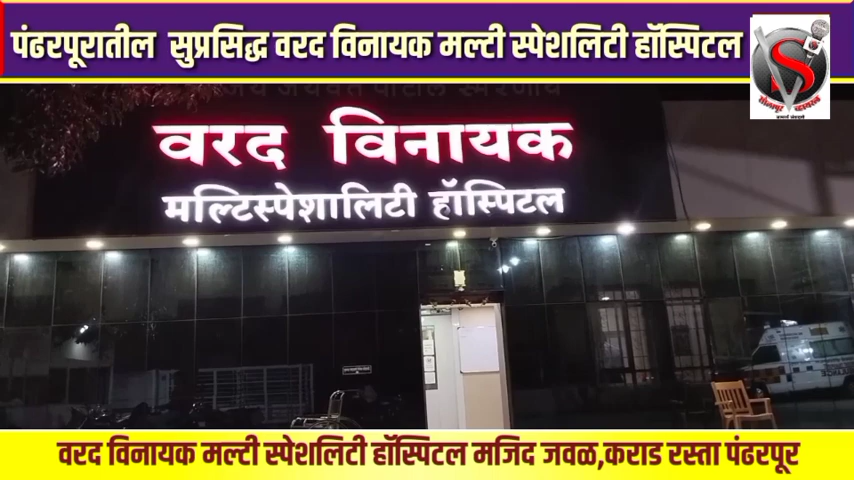 पंढरपूरातील सुप्रसिद्ध वरद विनायक मल्टी स्पेशलिटी हॉस्पिटल
वरद विनायक
मल्टिस्पेशालिटी हॉस्पिटल
वरद विनायक मल्टी स्पेशलिटी हॉस्पिटल मजिद जवळ,कराड रस्ता पंढरपूर